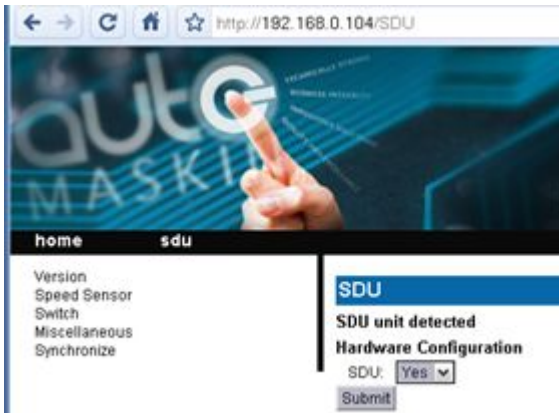 http://192.168.0.104/SDU
auto
MASKIN
home sdu
Version
Speed Sensor
Switch
Miscellaneous
Synchronize
SDU
SDU unit detected
Hardware Configuration
SDU: Yes
Submit